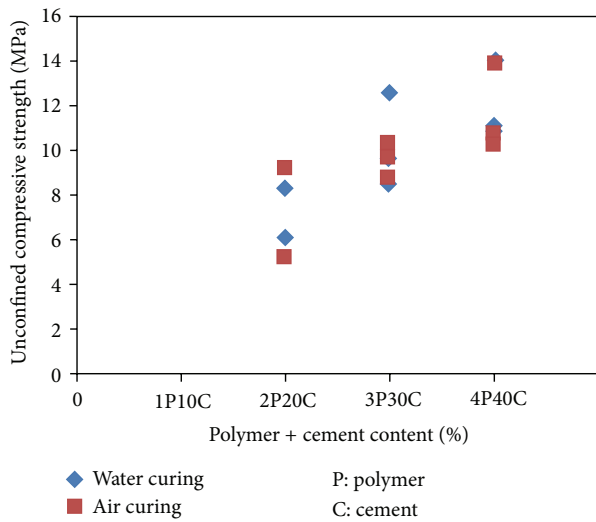 Unconfined compressive strength (MPa)
16
14
12
10
8
6
4
2
0
0 1P10C 2P20C 3P30C 4P40C
Polymer + cement content (%)
Water curing P: polymer
Air curing C: cement